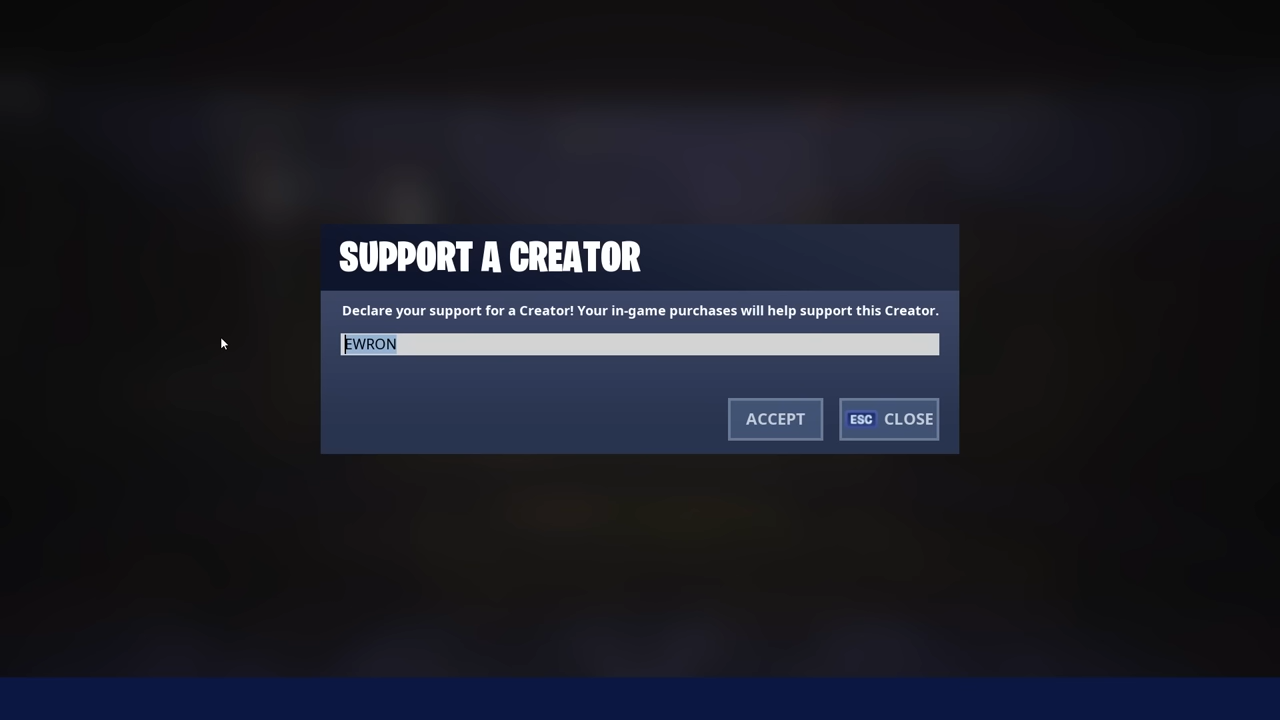 SUPPORT A CREATOR
Declare your support for a Creator! Your in-game purchases will help support this Creator.
EWRON
ACCEPT
ESC CLOSE